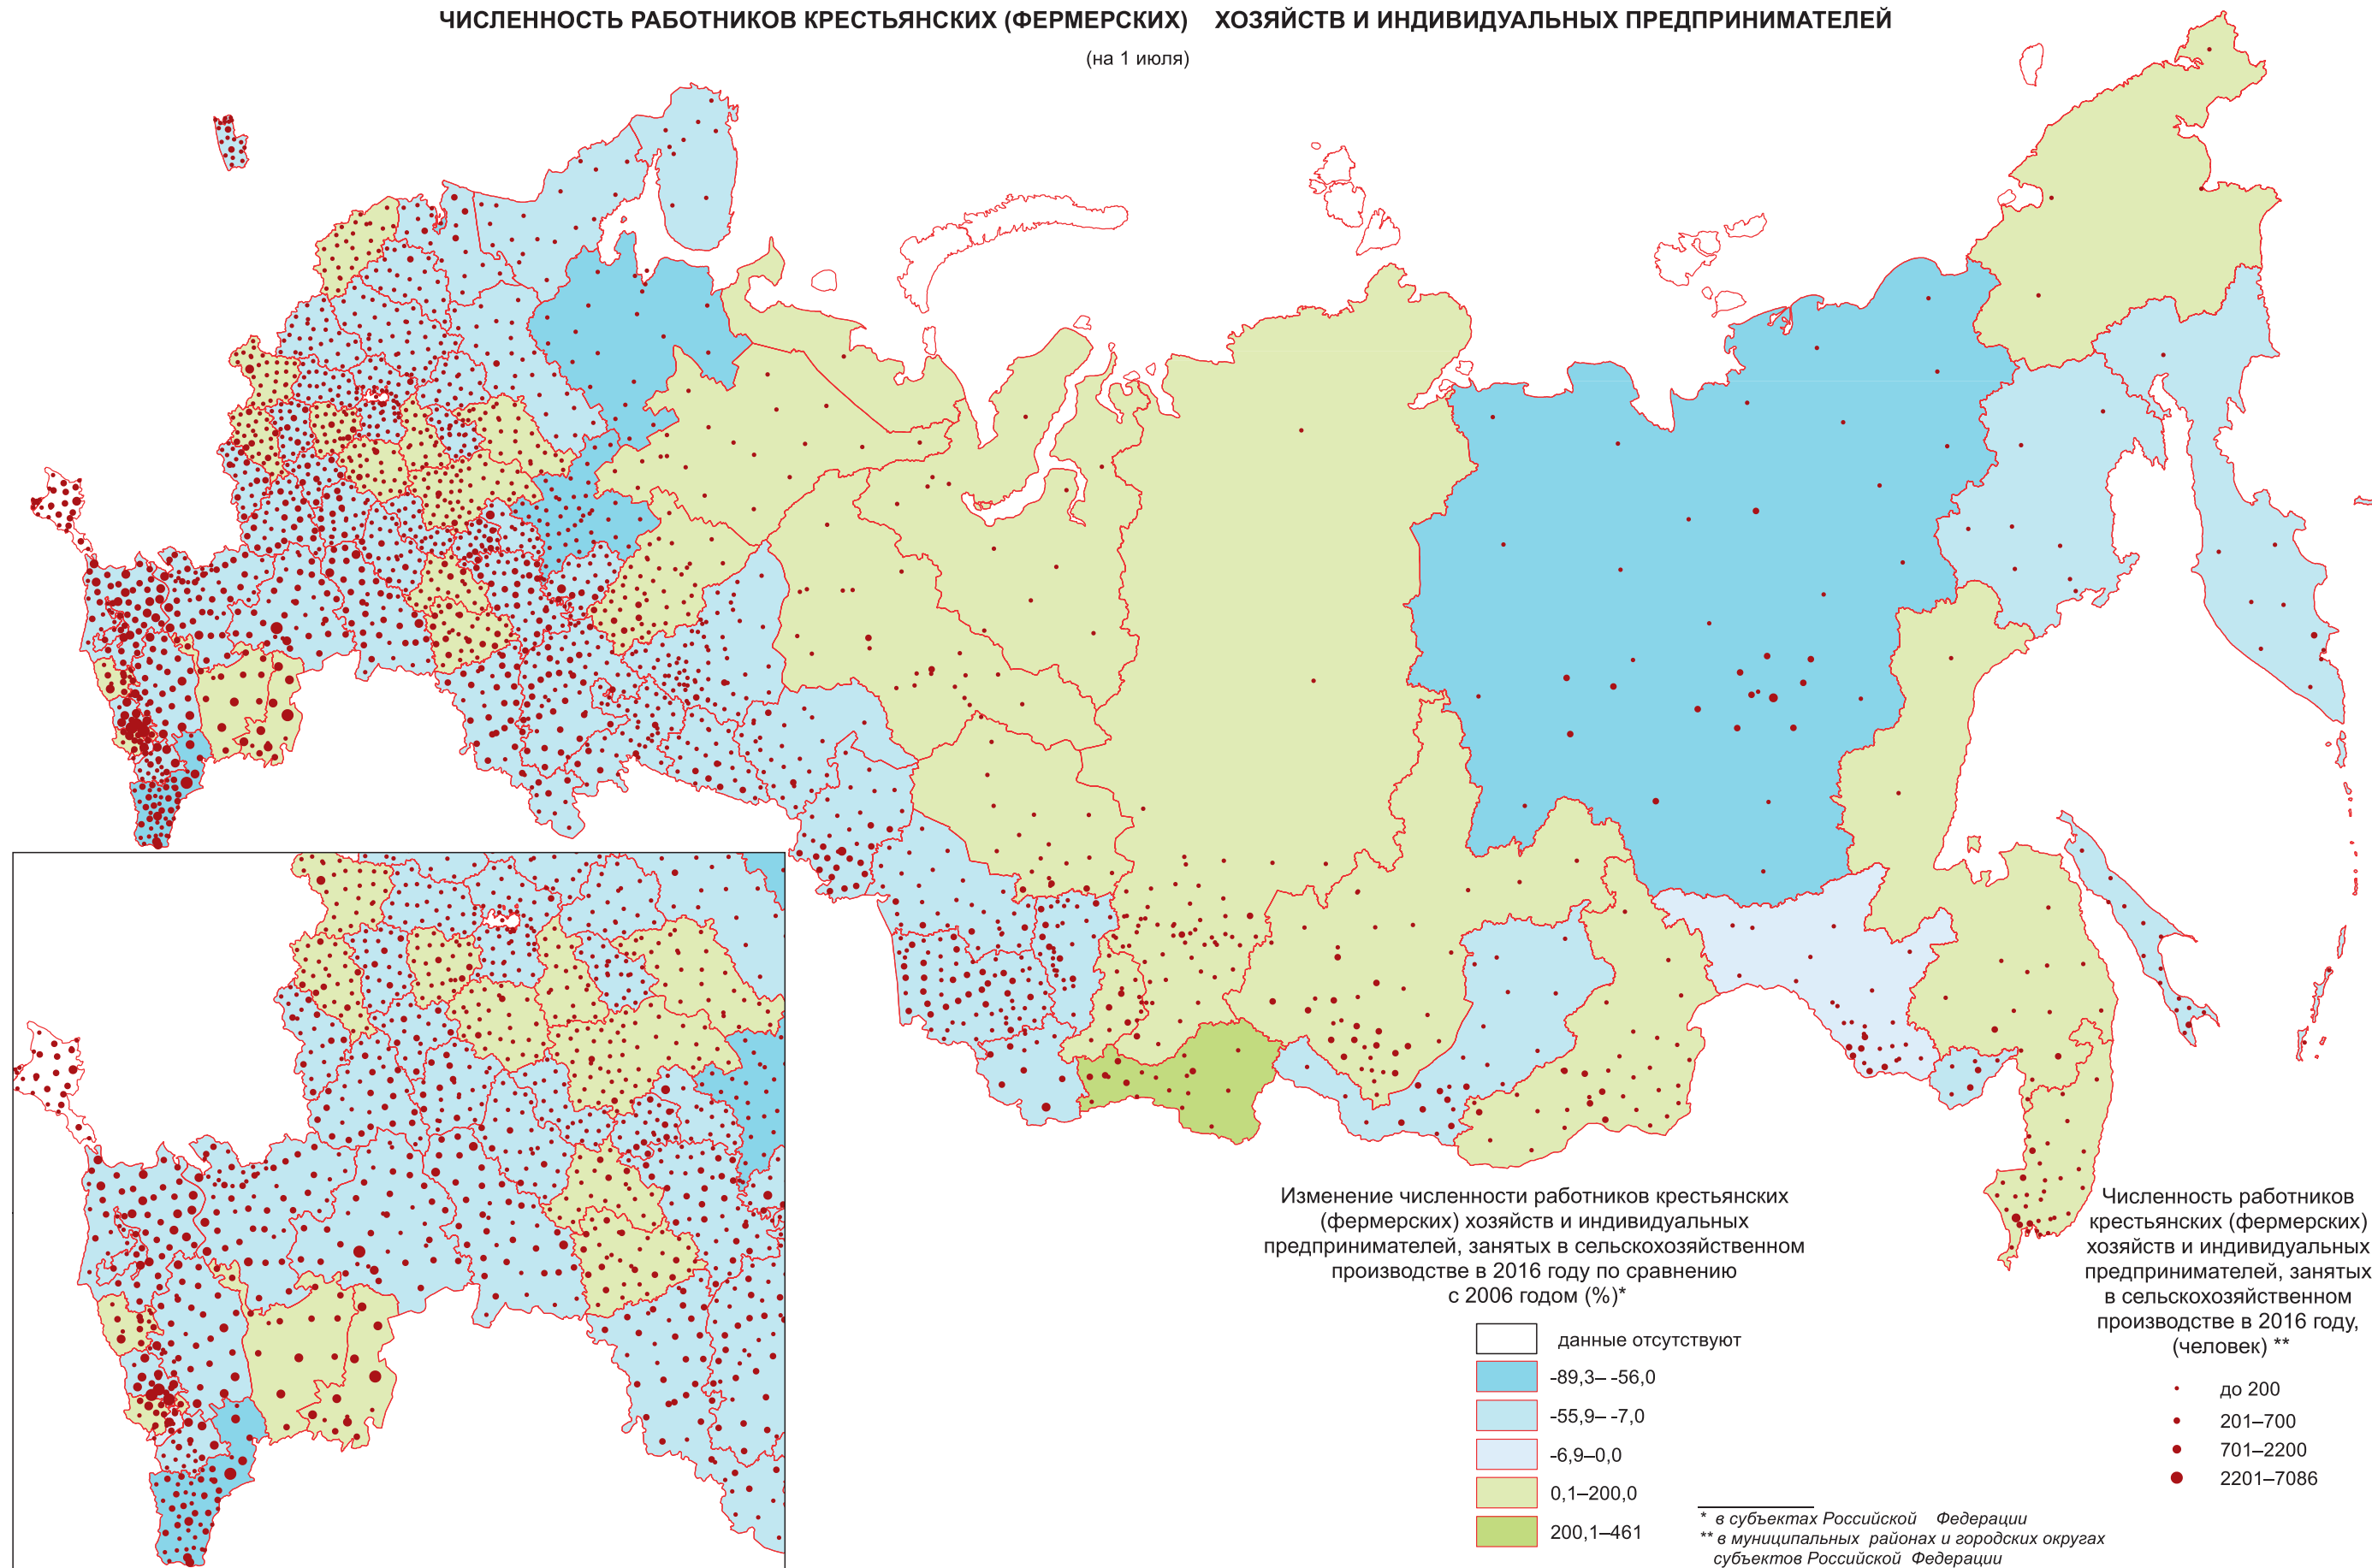 ЧИСЛЕННОСТЬ РАБОТНИКОВ КРЕСТЬЯНСКИХ (ФЕРМЕРСКИХ) ХОЗЯЙСТВ И ИНДИВИДУАЛЬНЫХ ПРЕДПРИНИМАТЕЛЕЙ
(на 1 июля)
Изменение численности работников крестьянских
(фермерских) хозяйств и индивидуальных
предпринимателей, занятых в сельскохозяйственном
производстве в 2016 году по сравнению
с 2006 годом (%)*
данные отсутствуют
-89,3– -56,0
-55,9– -7,0
-6,9–0,0
0,1–200,0
200,1–461
* в субъектах Российской Федерации
** в муниципальных районах и городских округах
субъектов Российской Федерации
Численность работников
крестьянских (фермерских)
хозяйств и индивидуальных
предпринимателей, занятых
в сельскохозяйственном
производстве в 2016 году,
(человек) **
до 200
201–700
701–2200
2201–7086